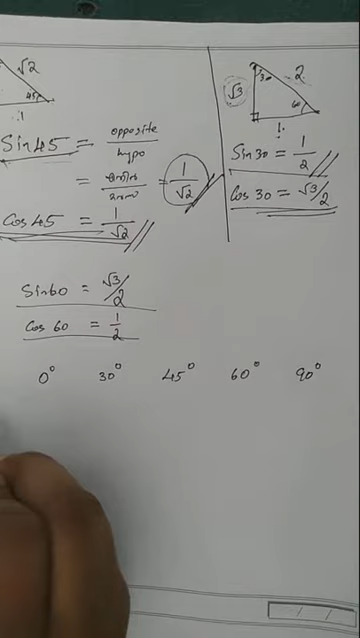 √2
45
1
Sin 45 = opposite / hypo
= 1/√2
Cos 45 = 1/√2
√3 30 2
60
1
Sin 30 = 1/2
Cos 30 = √3/2
Sin 60 = √3/2
Cos 60 = 1/2
0° 30° 45° 60° 90°